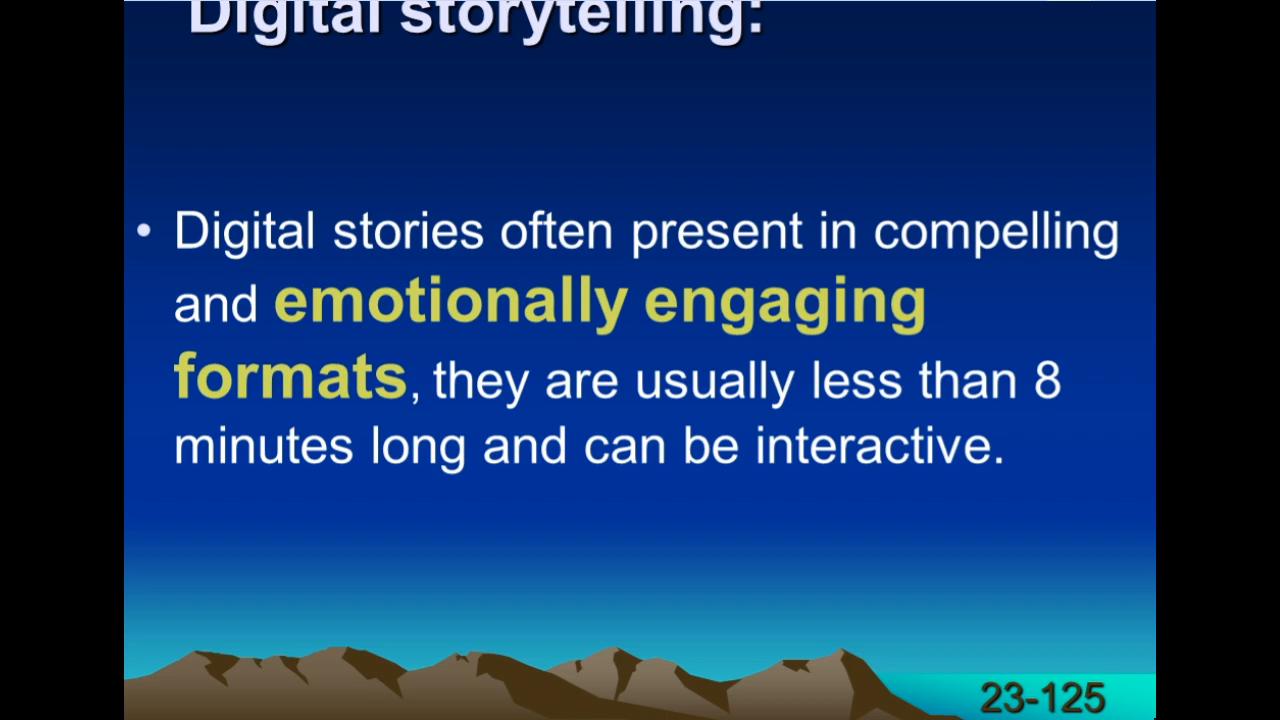 Digital storytelling:
• Digital stories often present in compelling
and emotionally engaging
formats, they are usually less than 8
minutes long and can be interactive.
23-125